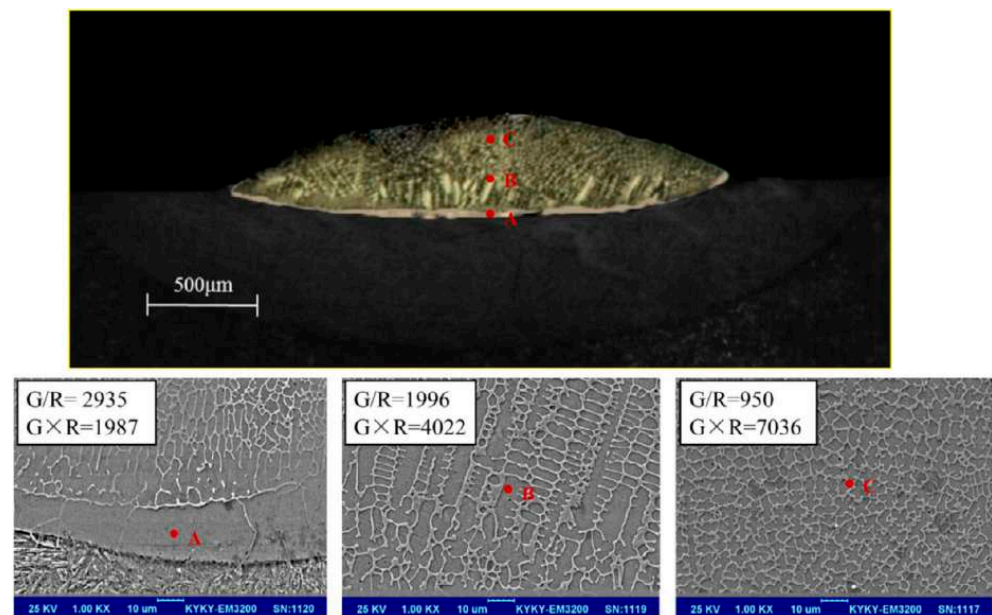 C
B
A
500μm
G/R= 2935
G×R=1987
A
25 KV 1.00 KX 10 um KYKY-EM3200 SN:1120
G/R=1996
G×R=4022
B
25 KV 1.00 KX 10 um KYKY-EM3200 SN:1119
G/R=950
G×R=7036
C
25 KV 1.00 KX 10 um KYKY-EM3200 SN:1117